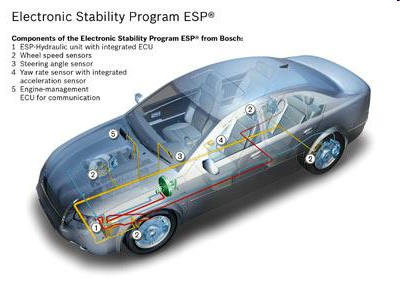 Electronic Stability Program ESP®
Components of the Electronic Stability Program ESP® from Bosch:
1 ESP-Hydraulic unit with integrated ECU
2 Wheel speed sensors
3 Steering angle sensor
4 Yaw rate sensor with integrated
acceleration sensor
5 Engine-management
ECU for communication
2
5
4
3
2
2
1
2